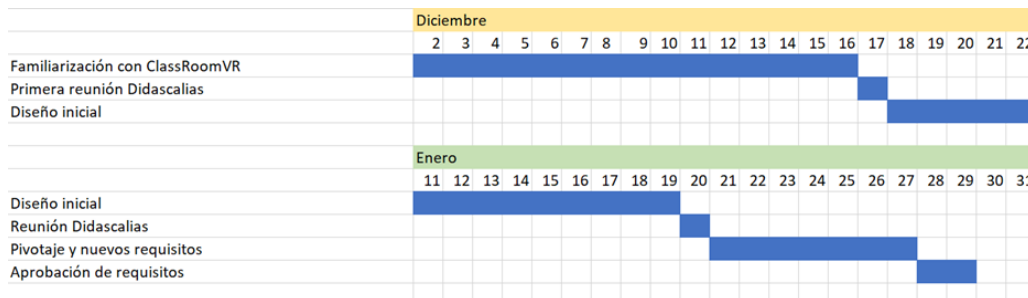 Diciembre
2 3 4 5 6 7 8 9 10 11 12 13 14 15 16 17 18 19 20 21 22
Familiarización con ClassRoomVR
Primera reunión Didascalias
Diseño inicial
Enero
11 12 13 14 15 16 17 18 19 20 21 22 23 24 25 26 27 28 29 30 31
Diseño inicial
Reunión Didascalias
Pivotaje y nuevos requisitos
Aprobación de requisitos